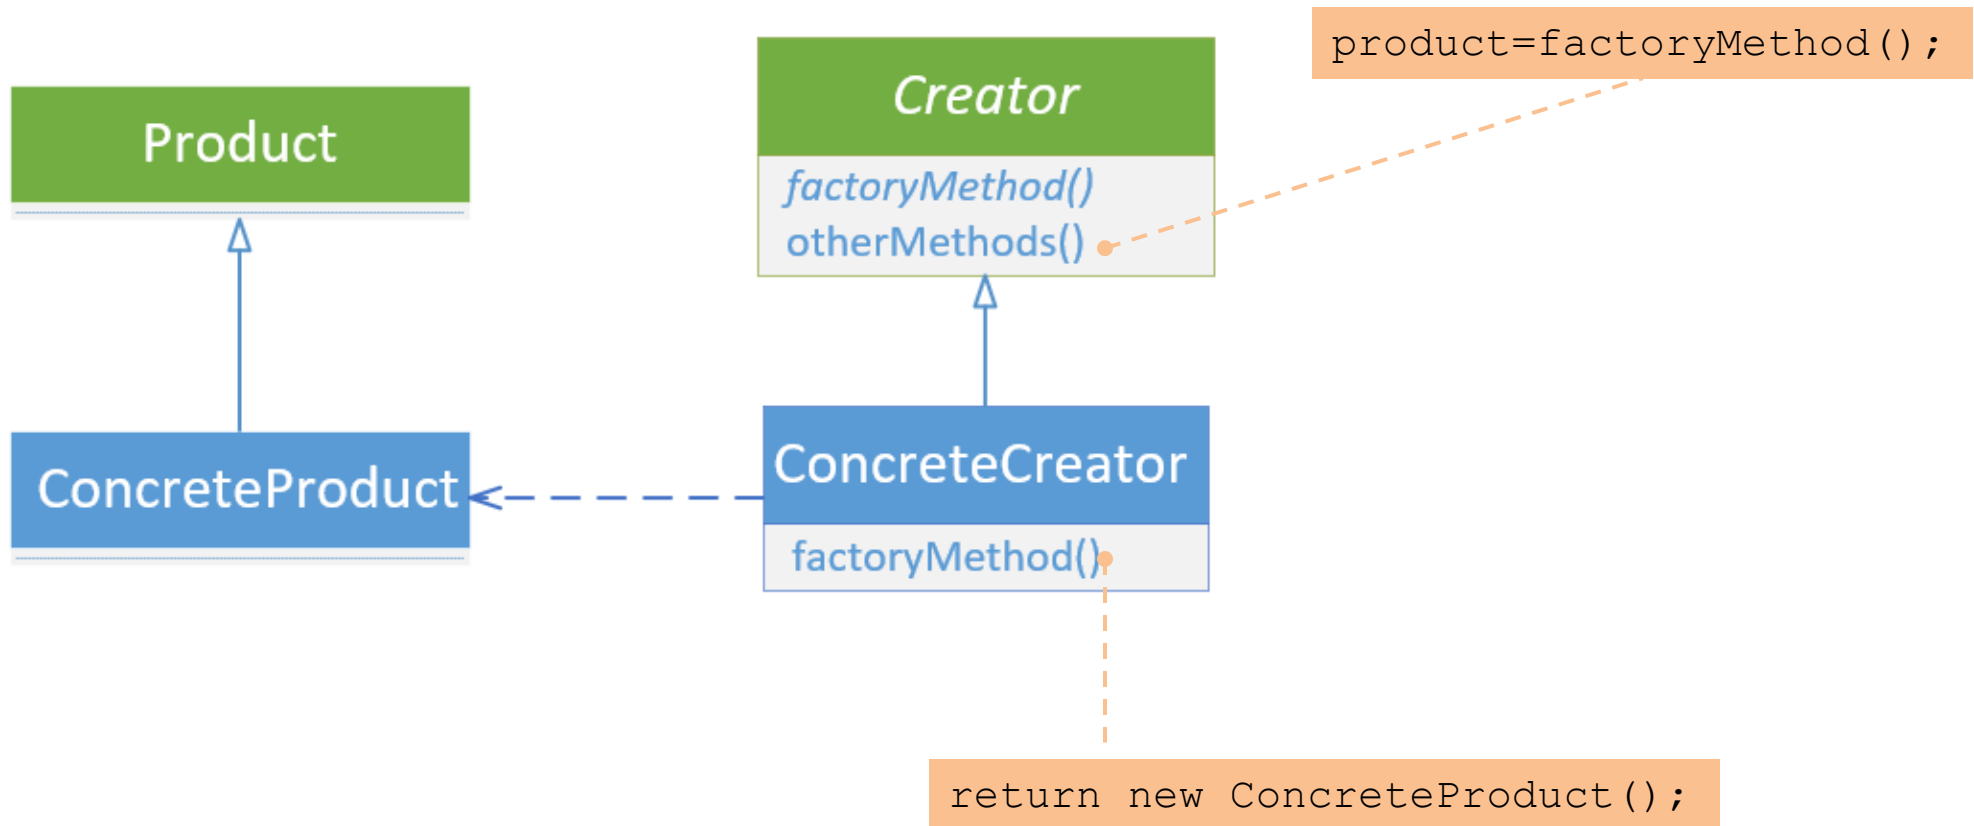 product=factoryMethod();
Creator
Product
factoryMethod()
otherMethods()
ConcreteCreator
ConcreteProduct
factoryMethod()
return new ConcreteProduct();